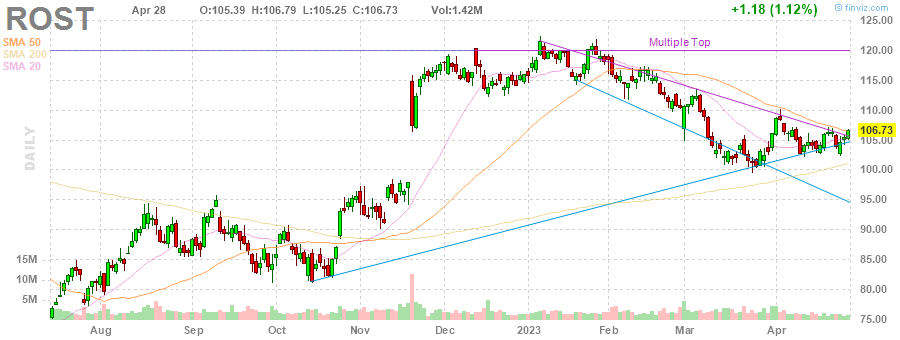 ROST Apr 28 O:105.39 H:106.79 L:105.25 C:106.73 Vol:1.42M +1.18 (1.12%) © finviz.com
SMA 50
SMA 200
SMA 20
Multiple Top
DAILY
125.00
120.00
115.00
110.00
106.73
105.00
100.00
95.00
90.00
85.00
80.00
75.00
15M
10M
5M
Aug Sep Oct Nov Dec 2023 Feb Mar Apr